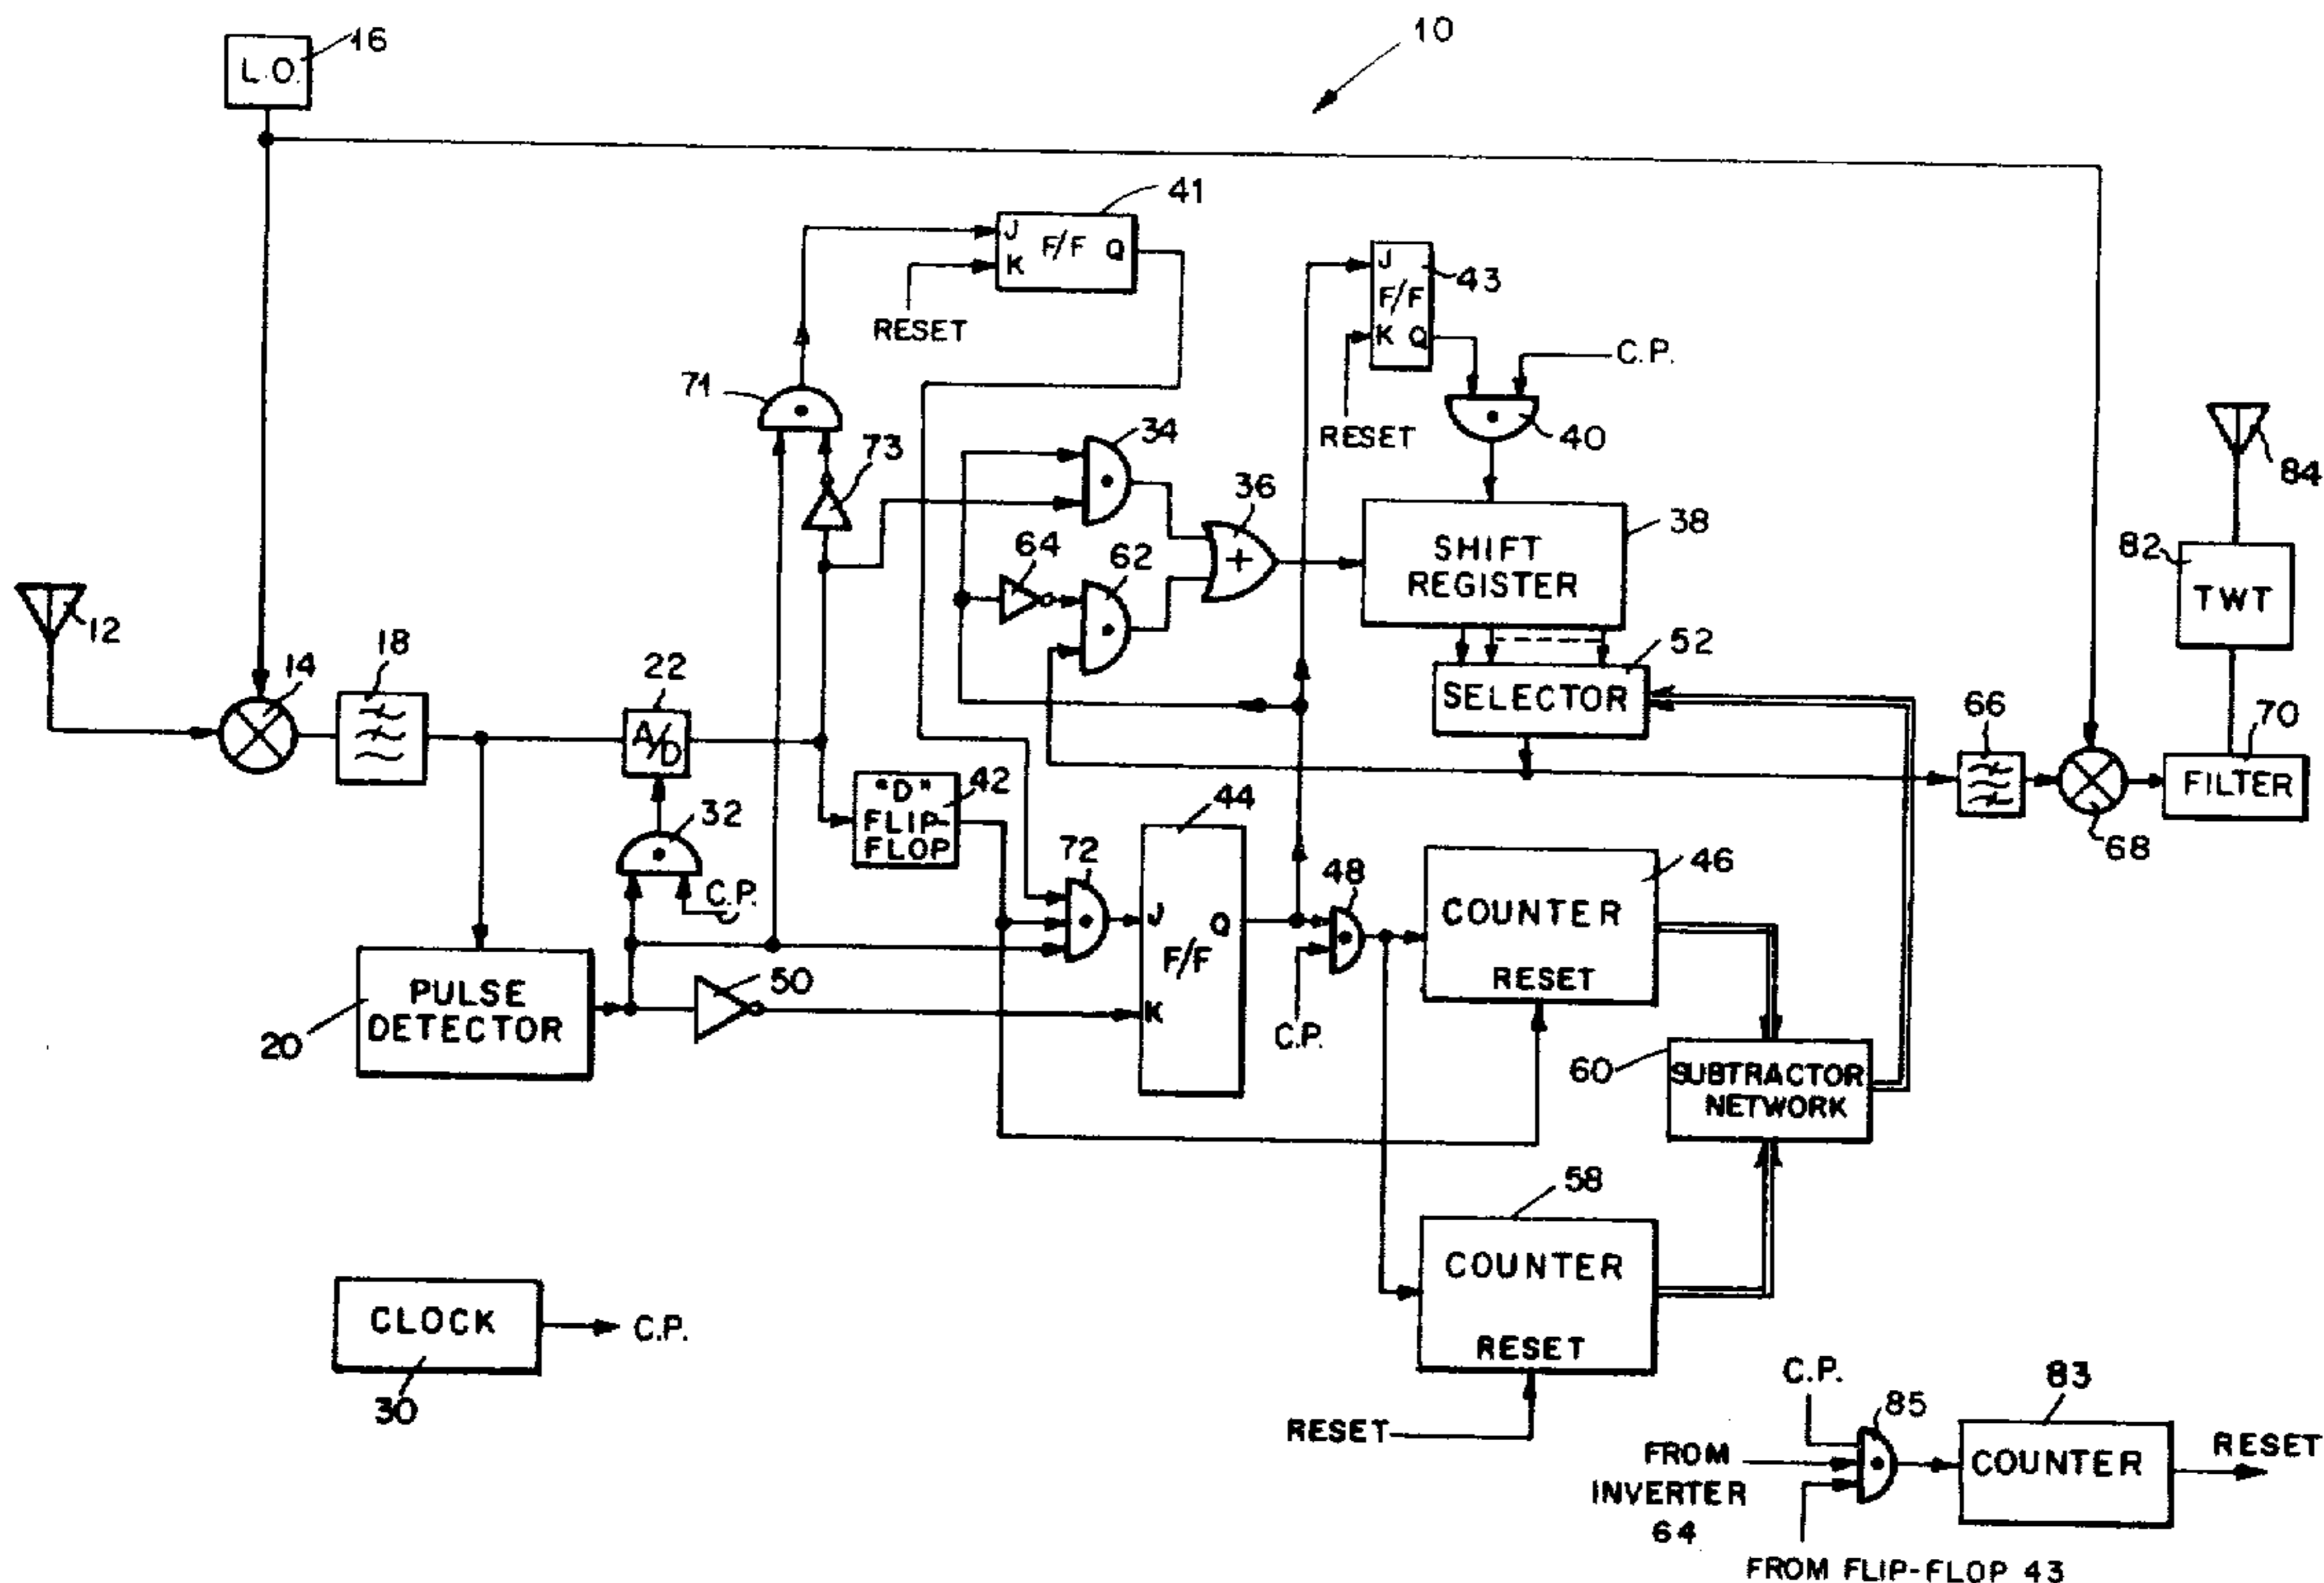 10
16
L.O.
41
J
F/F
Q
K
RESET
J
43
F/F
K
Q
C.P.
RESET
40
71
73
34
36
38
SHIFT
REGISTER
64
62
52
SELECTOR
12
14
18
22
A/D
84
82
TWT
66
68
70
FILTER
32
C.P.
"D"
42
FLIP-
FLOP
72
44
J
Q
F/F
K
48
C.P.
46
COUNTER
RESET
PULSE
DETECTOR
20
50
60
SUBTRACTOR
NETWORK
58
COUNTER
RESET
RESET
CLOCK
C.P.
30
C.P.
85
83
COUNTER
RESET
FROM
INVERTER
64
FROM FLIP-FLOP 43